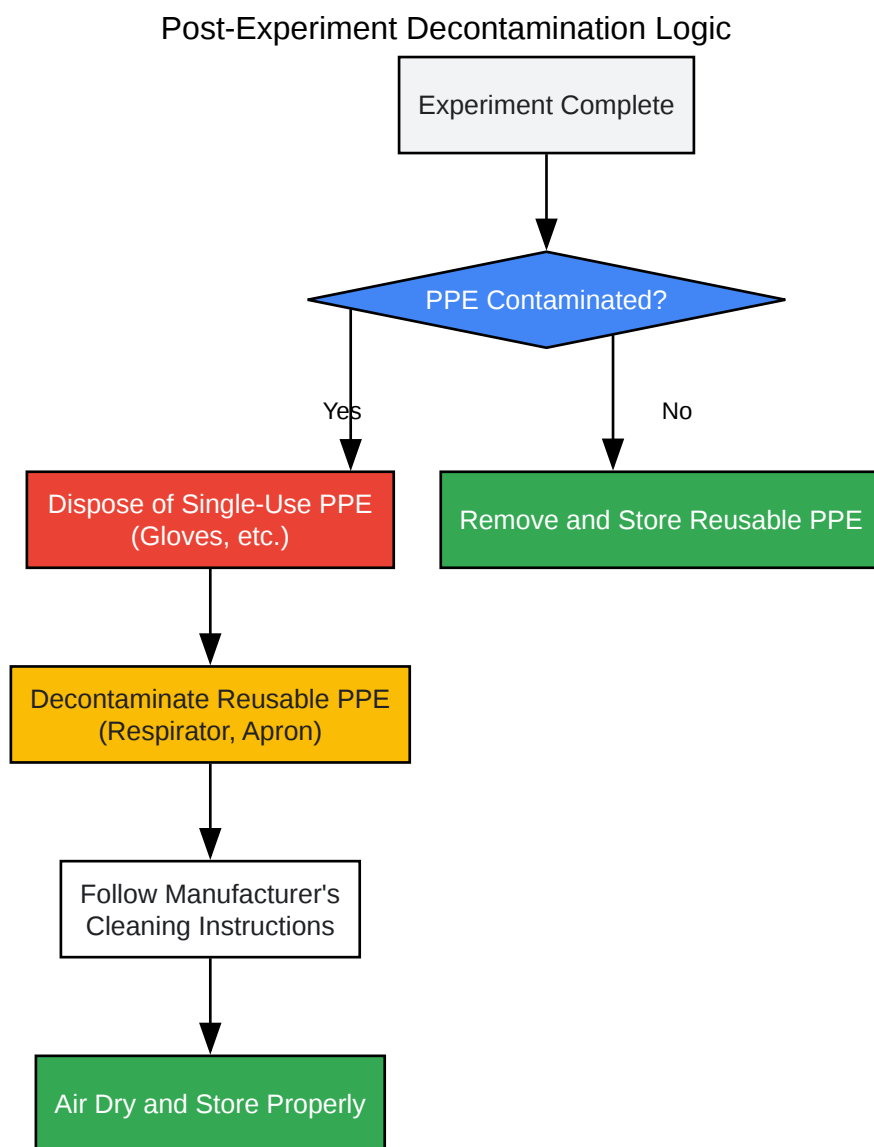 Post-Experiment Decontamination Logic
Experiment Complete
PPE Contaminated?
Yes
No
Dispose of Single-Use PPE
(Gloves, etc.)
Remove and Store Reusable PPE
Decontaminate Reusable PPE
(Respirator, Apron)
Follow Manufacturer's
Cleaning Instructions
Air Dry and Store Properly